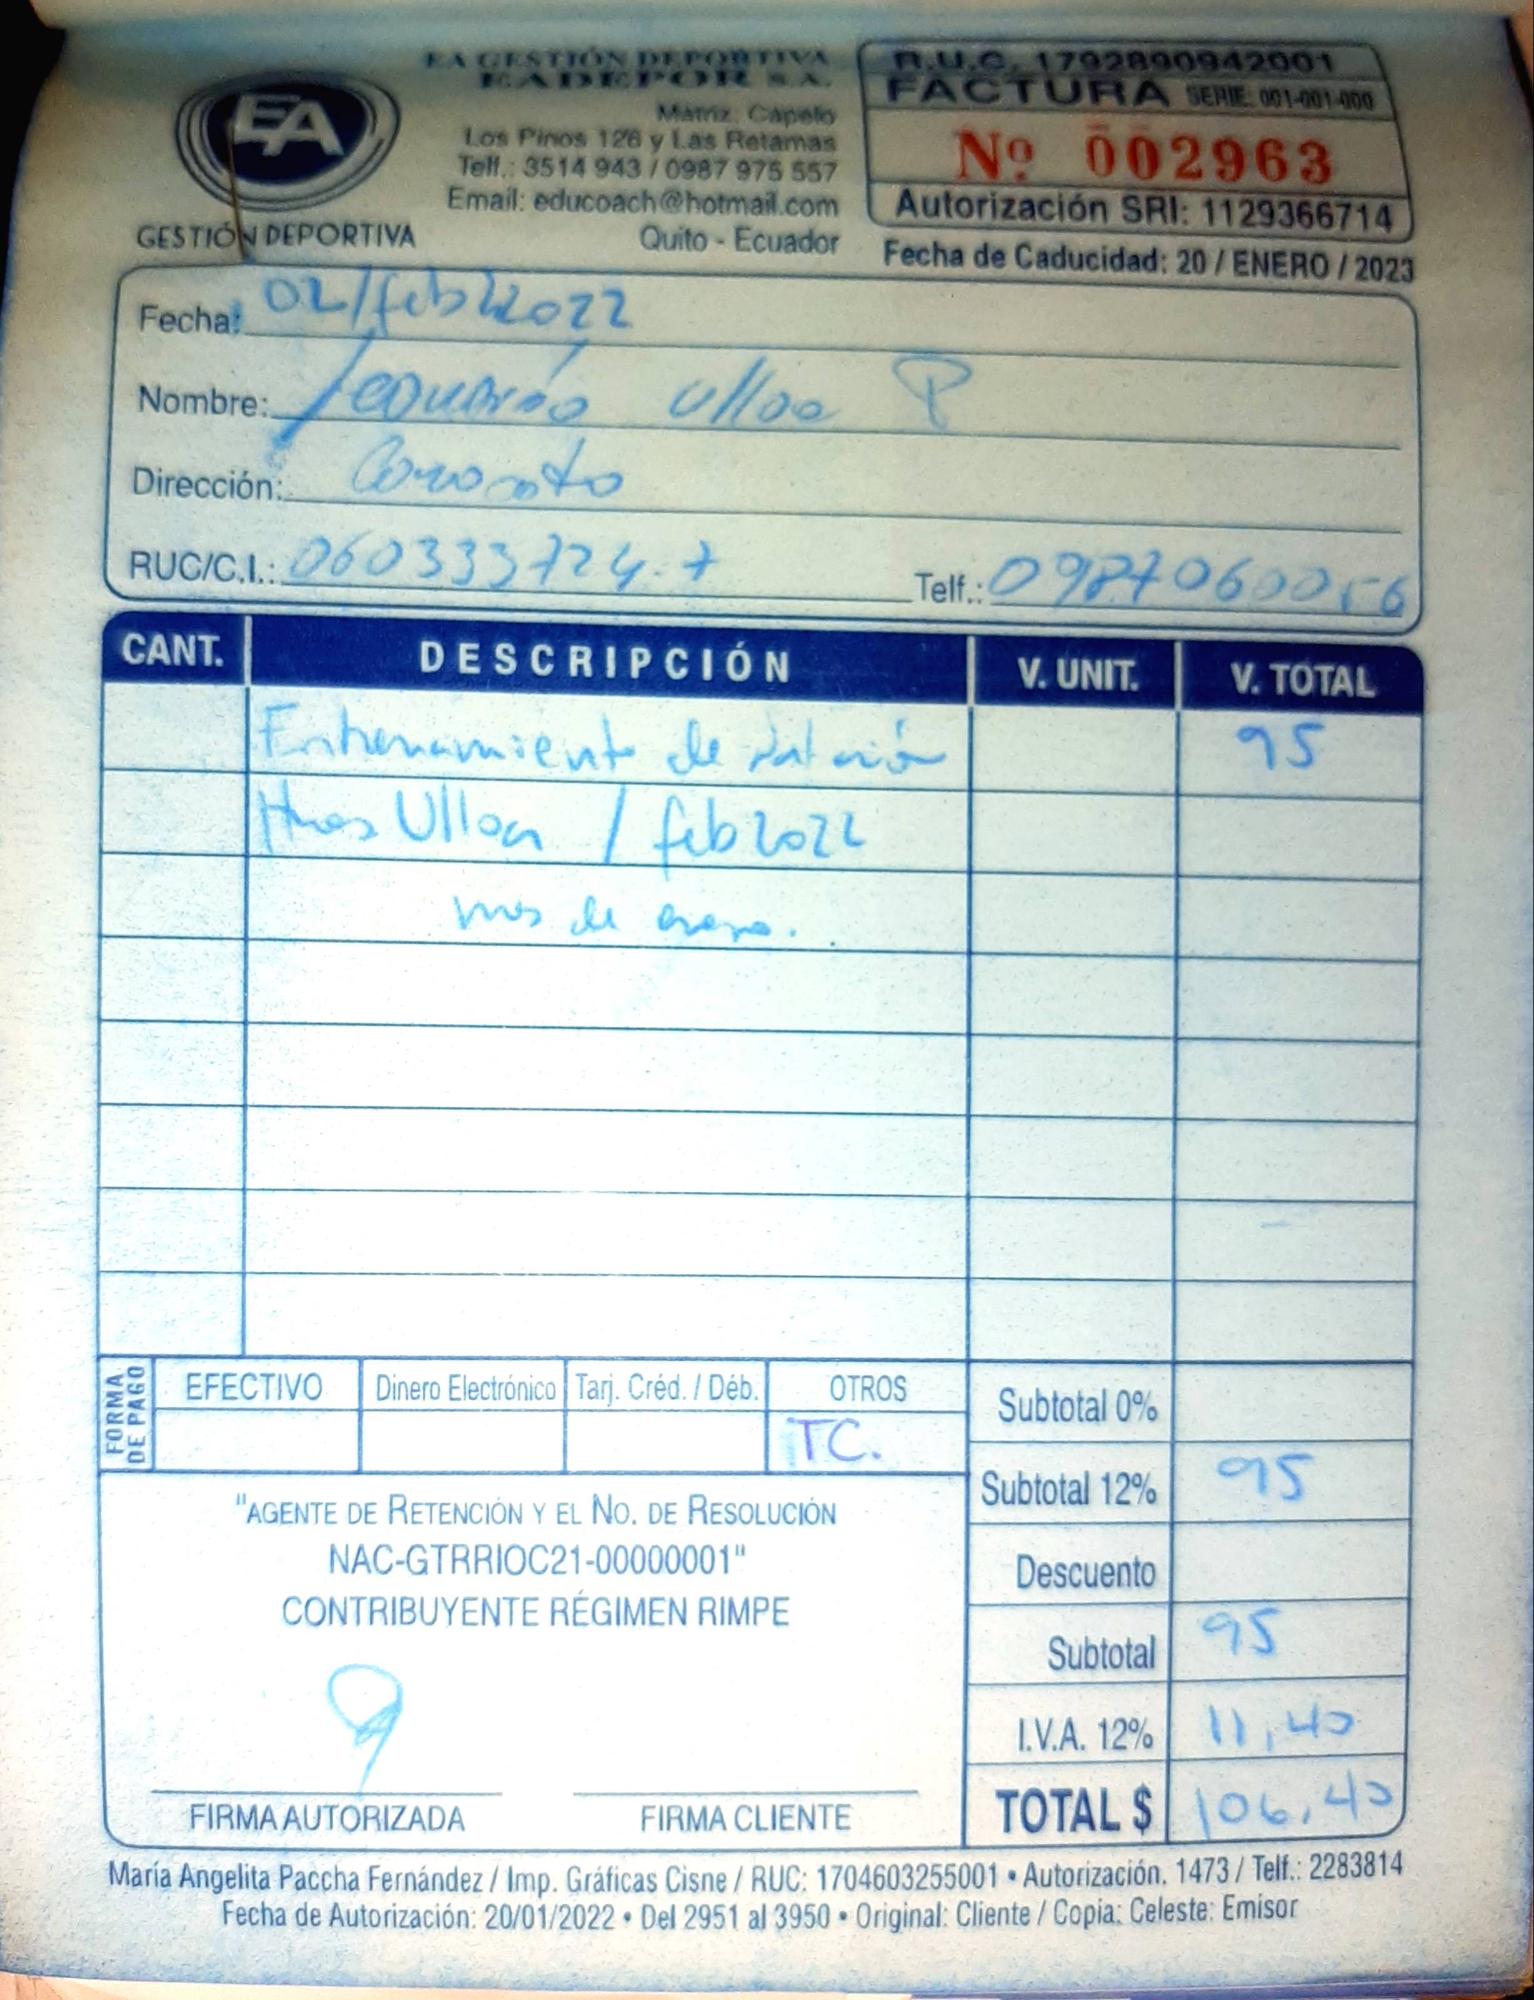 EA GESTIÓN DEPORTIVA
EADEPOR S.A.
Matriz: Capelo
Los Pinos 126 y Las Retamas
Telf.: 3514 943 / 0987 975 557
Email: educoach@hotmail.com
Quito - Ecuador
EA
GESTIÓN DEPORTIVA
R.U.C. 1792890942001
FACTURA SERIE: 001-001-000
Nº 002963
Autorización SRI: 1129366714
Fecha de Caducidad: 20 / ENERO / 2023
Fecha: 02/feb/2022
Nombre: Ulloa P
Dirección:
RUC/C.I.: 060333724-7 Telf.:
CANT. DESCRIPCIÓN V. UNIT. V. TOTAL
Entrenamiento de natación 95
Hnos Ulloa / feb 2022
mes de enero.
FORMA DE PAGO EFECTIVO Dinero Electrónico Tarj. Créd. / Déb. OTROS
TC.
Subtotal 0%
Subtotal 12% 95
Descuento
Subtotal 95
I.V.A. 12% 11,40
TOTAL $ 106,40
"AGENTE DE RETENCIÓN Y EL NO. DE RESOLUCIÓN
NAC-GTRRIOC21-00000001"
CONTRIBUYENTE RÉGIMEN RIMPE
FIRMA AUTORIZADA FIRMA CLIENTE
María Angelita Paccha Fernández / Imp. Gráficas Cisne / RUC: 1704603255001 • Autorización. 1473 / Telf.: 2283814
Fecha de Autorización: 20/01/2022 • Del 2951 al 3950 • Original: Cliente / Copia: Celeste: Emisor